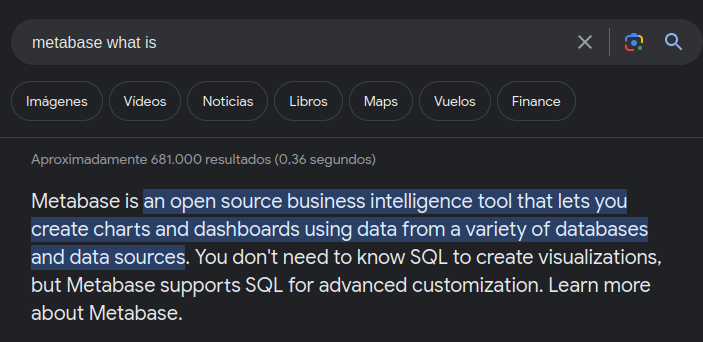 metabase what is
Imágenes
Vídeos
Noticias
Libros
Maps
Vuelos
Finance
Aproximadamente 681.000 resultados (0,36 segundos)
Metabase is an open source business intelligence tool that lets you
create charts and dashboards using data from a variety of databases
and data sources. You don't need to know SQL to create visualizations,
but Metabase supports SQL for advanced customization. Learn more
about Metabase.